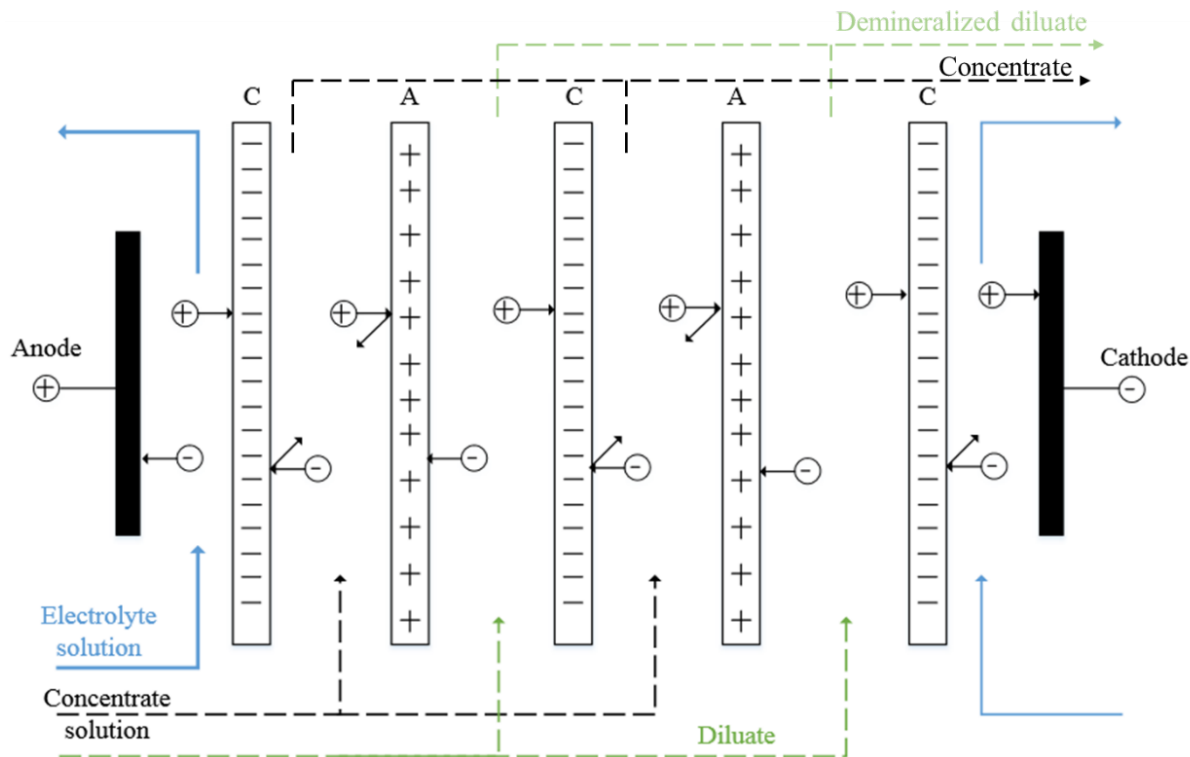 Demineralized diluate
Concentrate
C A C A C
Anode
Cathode
Electrolyte
solution
Concentrate
solution
Diluate